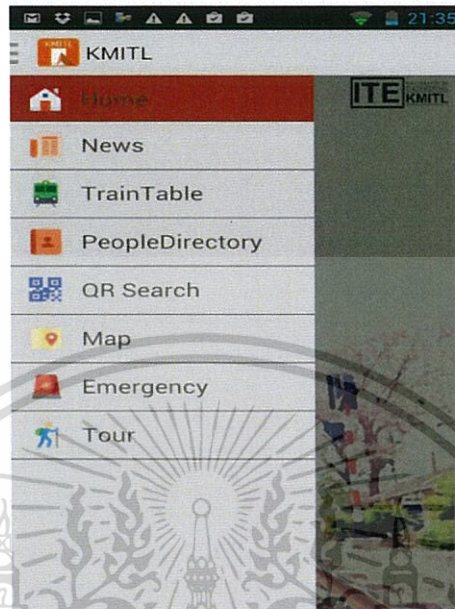 21:35
KMITL
KMITL
Home
ITE KMITL
News
TrainTable
PeopleDirectory
QR Search
Map
Emergency
Tour